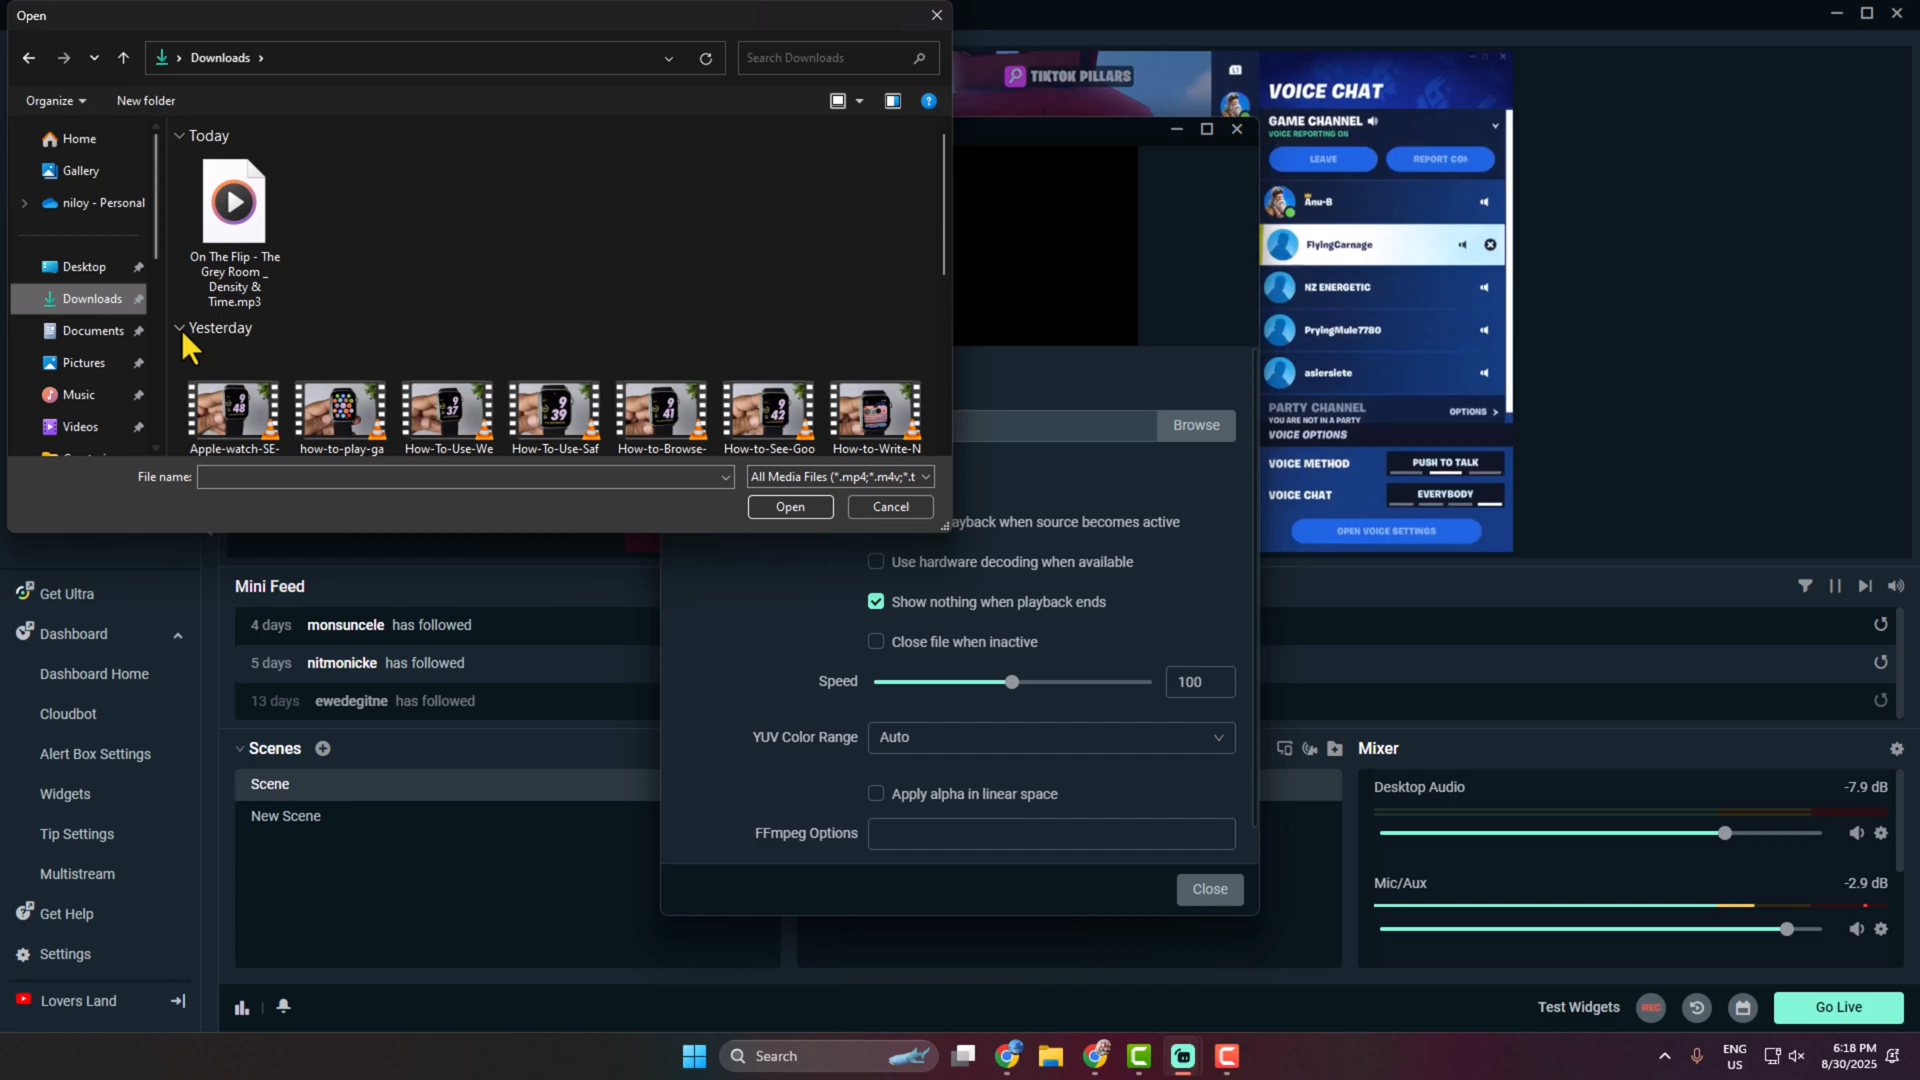 Open
Downloads
Search Downloads
Organize
New folder
Home
Gallery
niloy - Personal
Desktop
Downloads
Documents
Pictures
Music
Videos
Today
On The Flip - The
Grey Room _
Density &
Time.mp3
Yesterday
Apple-watch-SE-
how-to-play-ga
How-To-Use-We
How-To-Use-Saf
How-to-Browse-
How-to-See-Goo
How-to-Write-N
File name:
All Media Files (*.mp4;*.m4v;*.t
Open
Cancel
TIKTOK PILLARS
VOICE CHAT
GAME CHANNEL
VOICE REPORTING ON
LEAVE
REPORT CON
Anu-B
FlyingCarnage
NZ ENERGETIC
PryingMule7780
aslersiete
PARTY CHANNEL
YOU ARE NOT IN A PARTY
OPTIONS
VOICE OPTIONS
VOICE METHOD
PUSH TO TALK
VOICE CHAT
EVERYBODY
OPEN VOICE SETTINGS
Browse
ayback when source becomes active
Use hardware decoding when available
Show nothing when playback ends
Close file when inactive
Speed
100
YUV Color Range
Auto
Apply alpha in linear space
FFmpeg Options
Close
Get Ultra
Dashboard
Dashboard Home
Cloudbot
Alert Box Settings
Widgets
Tip Settings
Multistream
Get Help
Settings
Lovers Land
Mini Feed
4 days monsuncele has followed
5 days nitmonicke has followed
13 days ewedegitne has followed
Scenes
Scene
New Scene
Mixer
Desktop Audio
-7.9 dB
Mic/Aux
-2.9 dB
Test Widgets
REC
Go Live
Search
ENG
US
6:18 PM
8/30/2025